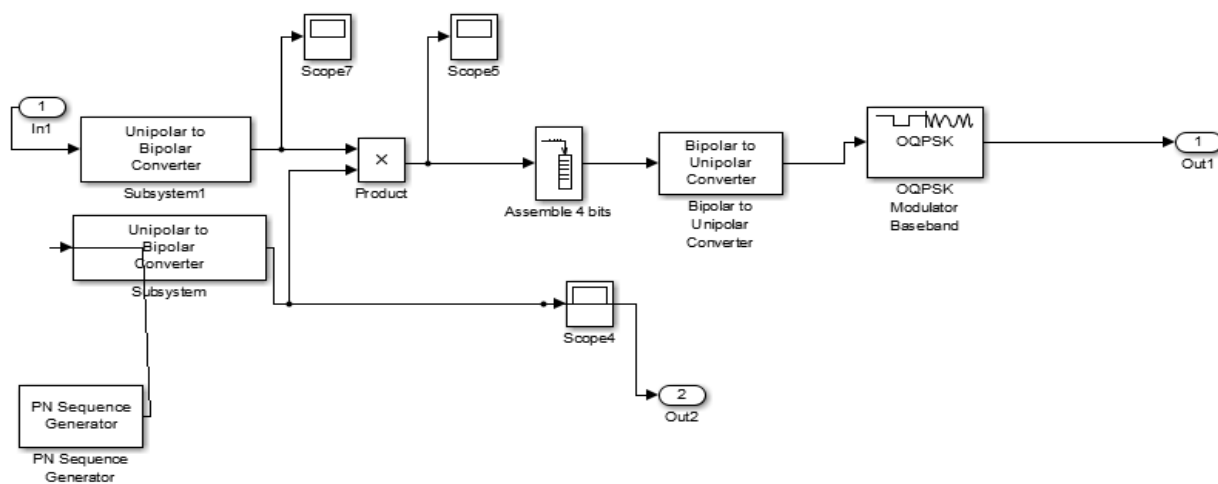 Scope7
Scope5
1
In1
Unipolar to
Bipolar
Converter
Subsystem1
×
Product
Assemble 4 bits
Bipolar to
Unipolar
Converter
Bipolar to
Unipolar
Converter
OQPSK
OQPSK
Modulator
Baseband
1
Out1
Unipolar to
Bipolar
Converter
Subsystem
Scope4
2
Out2
PN Sequence
Generator
PN Sequence
Generator